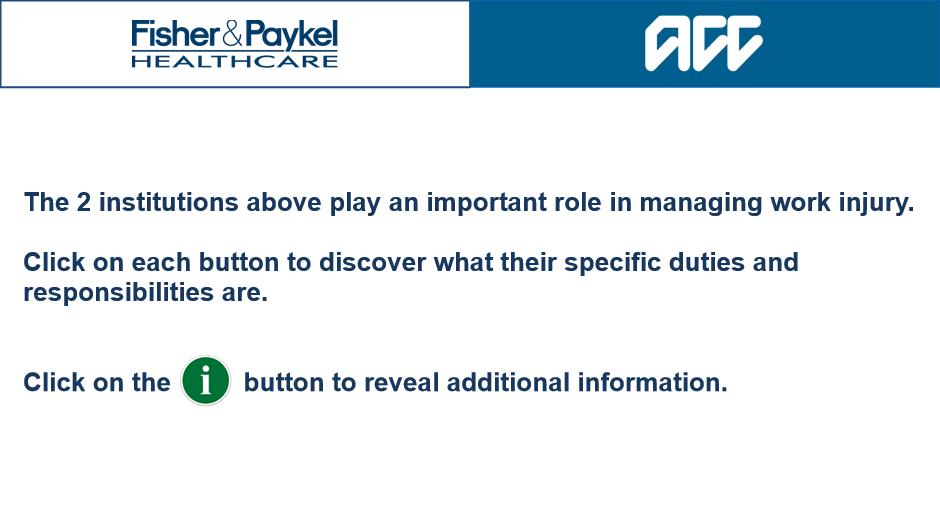 Fisher&Paykel
HEALTHCARE
ACC
The 2 institutions above play an important role in managing work injury.
Click on each button to discover what their specific duties and
responsibilities are.
Click on the i button to reveal additional information.